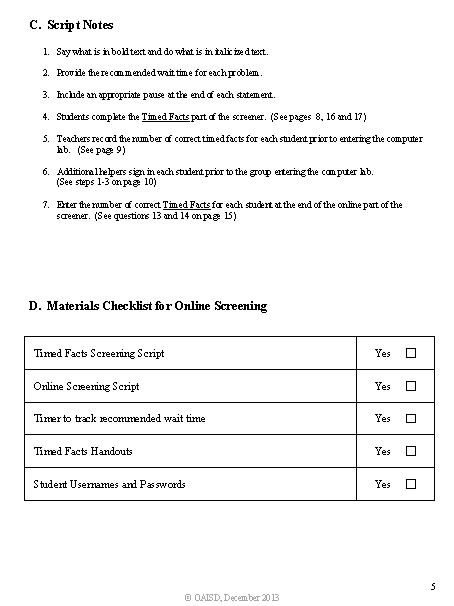 C. Script Notes
1. Say what is in bold text and do what is in italicized text.
2. Provide the recommended wait time for each problem.
3. Include an appropriate pause at the end of each statement.
4. Students complete the Timed Facts part of the screener. (See pages 8, 16 and 17)
5. Teachers record the number of correct timed facts for each student prior to entering the computer
lab. (See page 9)
6. Additional helpers sign in each student prior to the group entering the computer lab.
(See steps 1-3 on page 10)
7. Enter the number of correct Timed Facts for each student at the end of the online part of the
screener. (See questions 13 and 14 on page 15)
D. Materials Checklist for Online Screening
Timed Facts Screening Script Yes ☐
Online Screening Script Yes ☐
Timer to track recommended wait time Yes ☐
Timed Facts Handouts Yes ☐
Student Usernames and Passwords Yes ☐
5
© OAISD, December 2013